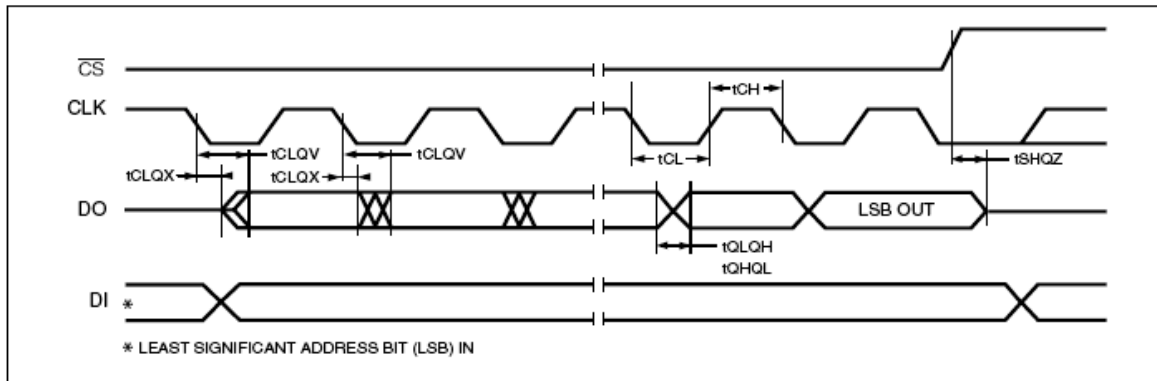 CS
CLK
tCH
tCLQV
tCLQV
tCL
tSHQZ
tCLQX
tCLQX
DO
LSB OUT
tQLQH
tQHQL
DI *
* LEAST SIGNIFICANT ADDRESS BIT (LSB) IN